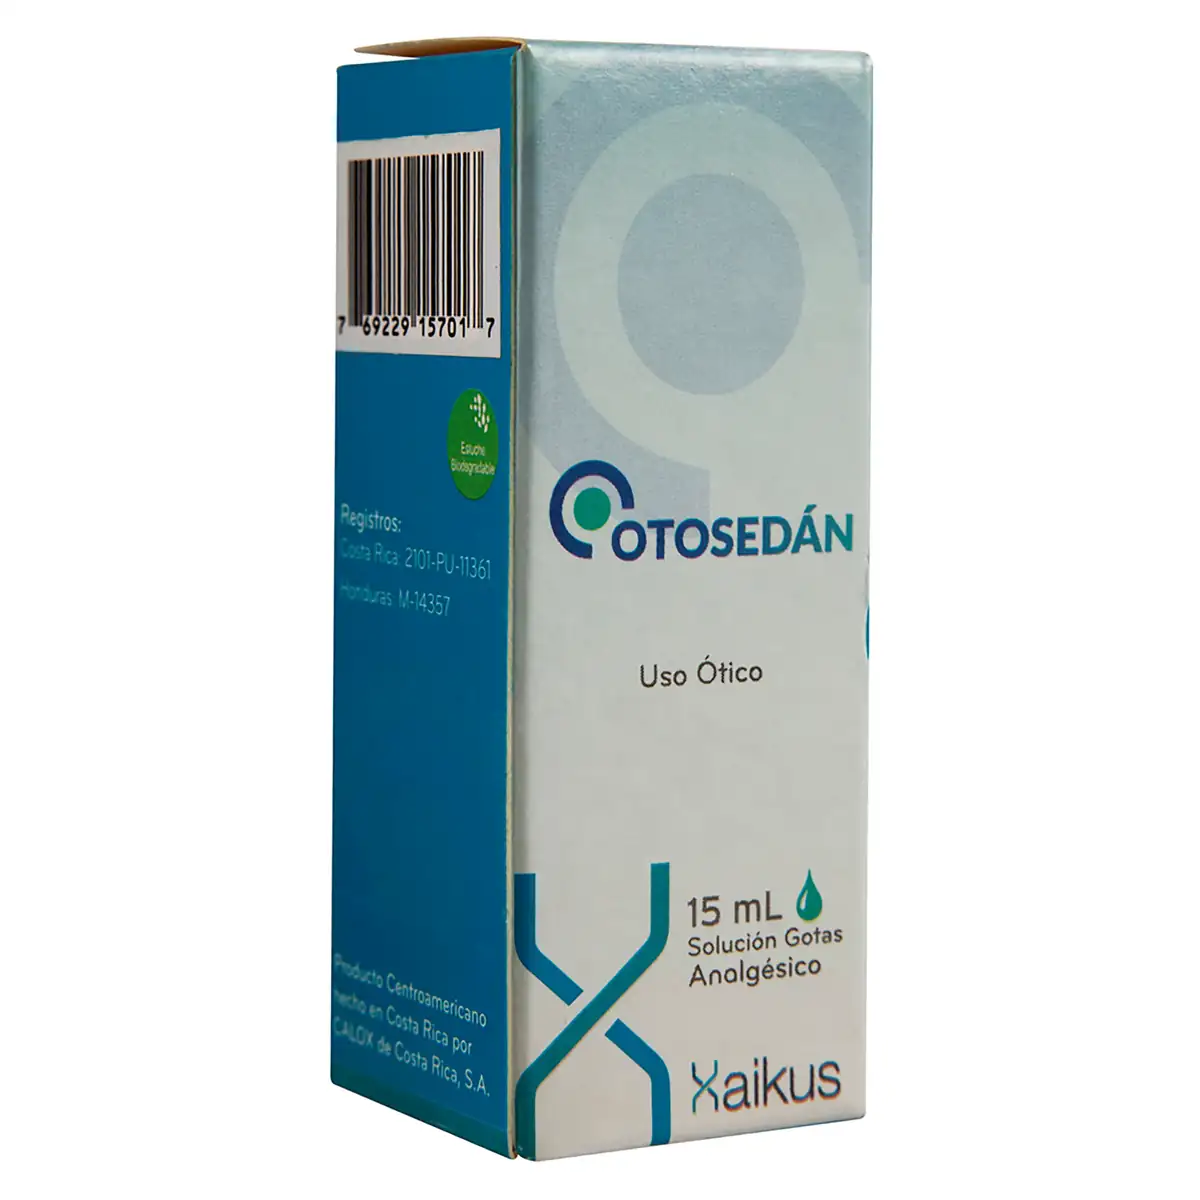 7 69229 15701 7
Estuche
Biodegradable
Registros:
Costa Rica: 2101-PU-11361
Honduras: M-14357
Producto Centroamericano
hecho en Costa Rica por
CALOX de Costa Rica, S.A.
OTOSEDÁN
Uso Ótico
15 mL
Solución Gotas
Analgésico
Xaikus